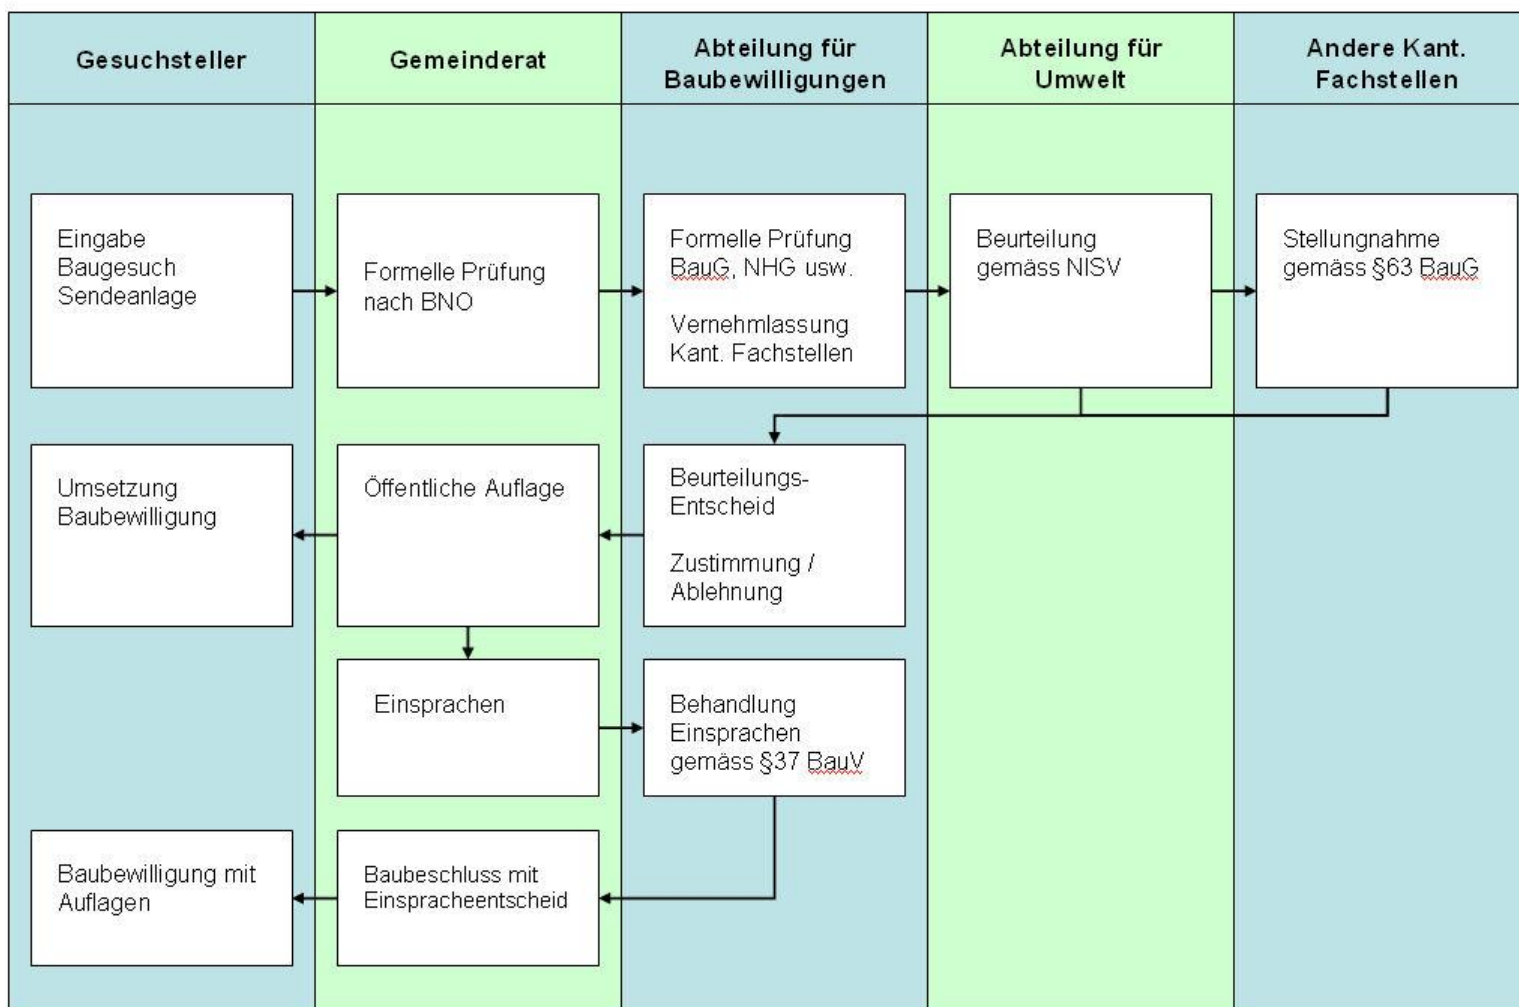 Gesuchsteller
Gemeinderat
Abteilung für
Baubewilligungen
Abteilung für
Umwelt
Andere Kant.
Fachstellen
Eingabe
Baugesuch
Sendeanlage
Formelle Prüfung
nach BNO
Formelle Prüfung
BauG, NHG usw.
Vernehmlassung
Kant. Fachstellen
Beurteilung
gemäss NISV
Stellungnahme
gemäss §63 BauG
Umsetzung
Baubewilligung
Öffentliche Auflage
Beurteilungs-
Entscheid
Zustimmung /
Ablehnung
Einsprachen
Behandlung
Einsprachen
gemäss §37 BauV
Baubewilligung mit
Auflagen
Baubeschluss mit
Einspracheentscheid